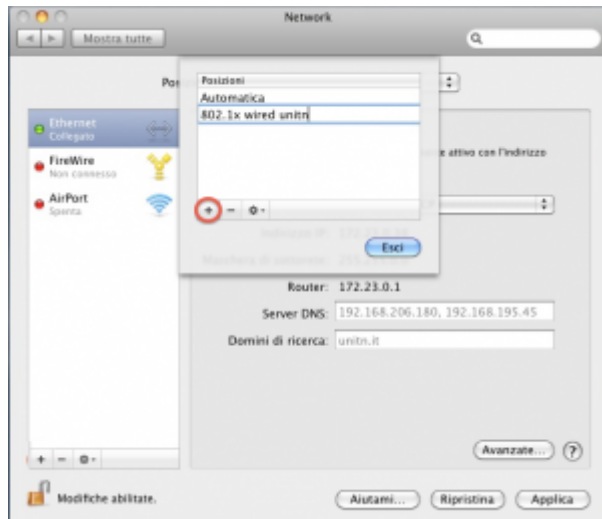 Network
Mostra tutte
Pos
Posizioni
Automatica
802.1x wired unitn
Ethernet
Collegato
FireWire
Non connesso
AirPort
Spenta
attivo con l'indirizzo
Esci
Router: 172.23.0.1
Server DNS: 192.168.206.180, 192.168.195.45
Domini di ricerca: unitn.it
Avanzate...
?
Modifiche abilitate.
Aiutami...
Ripristina
Applica